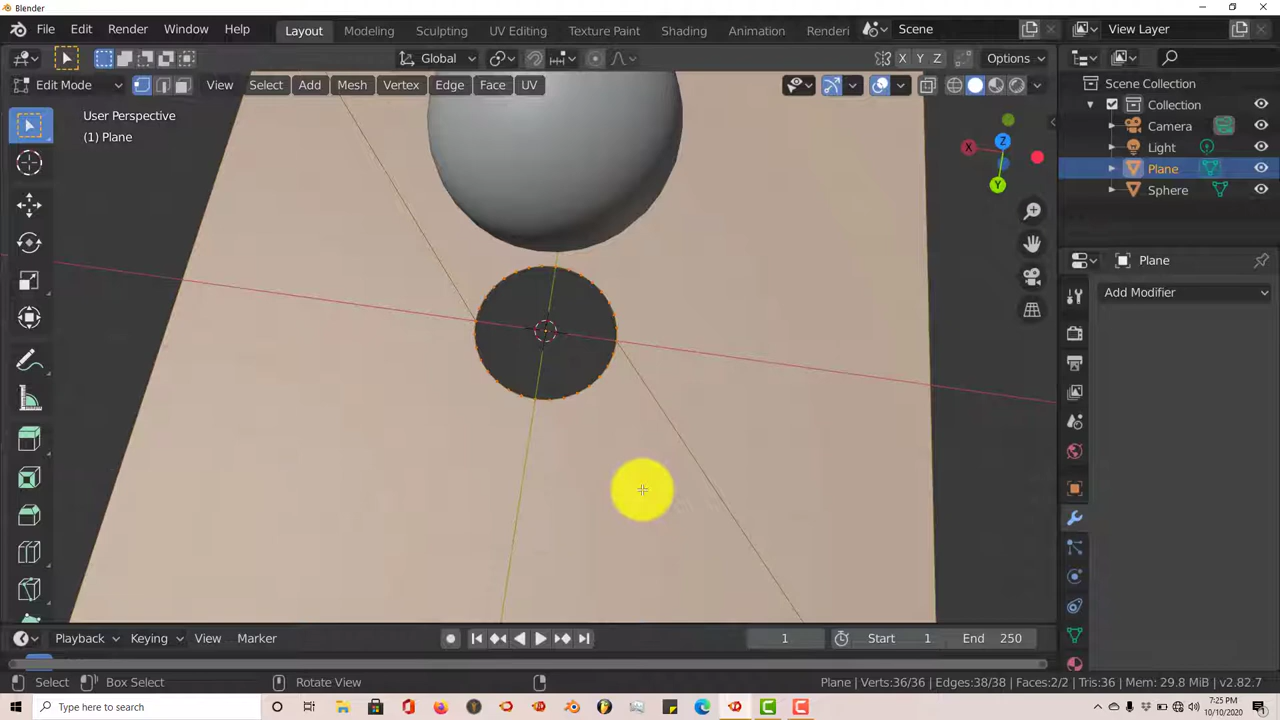 Blender
File Edit Render Window Help
Layout Modeling Sculpting UV Editing Texture Paint Shading Animation Renderi
Scene
View Layer
Global
X Y Z
Options
Edit Mode
View Select Add Mesh Vertex Edge Face UV
User Perspective
(1) Plane
X
Z
Y
Scene Collection
Collection
Camera
Light
Plane
Sphere
Plane
Add Modifier
Playback Keying View Marker
1
Start 1
End 250
Select
Box Select
Rotate View
Plane | Verts:36/36 | Edges:38/38 | Faces:2/2 | Tris:36 | Mem: 29.8 MiB | v2.82.7
Type here to search
7:25 PM
10/10/2020